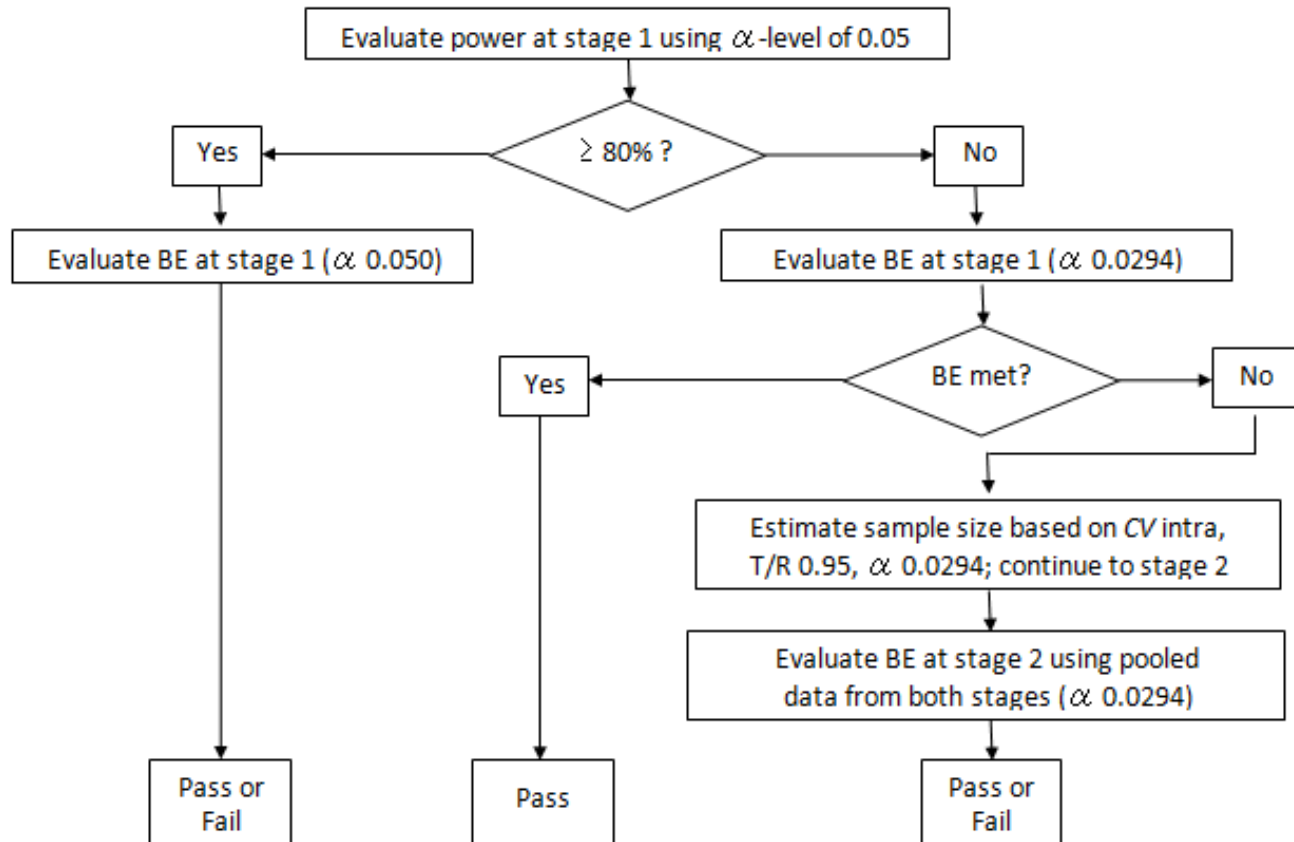 Evaluate power at stage 1 using α-level of 0.05
Yes
≥ 80% ?
No
Evaluate BE at stage 1 (α 0.050)
Evaluate BE at stage 1 (α 0.0294)
Yes
BE met?
No
Estimate sample size based on CV intra,
T/R 0.95, α 0.0294; continue to stage 2
Evaluate BE at stage 2 using pooled
data from both stages (α 0.0294)
Pass or
Fail
Pass
Pass or
Fail